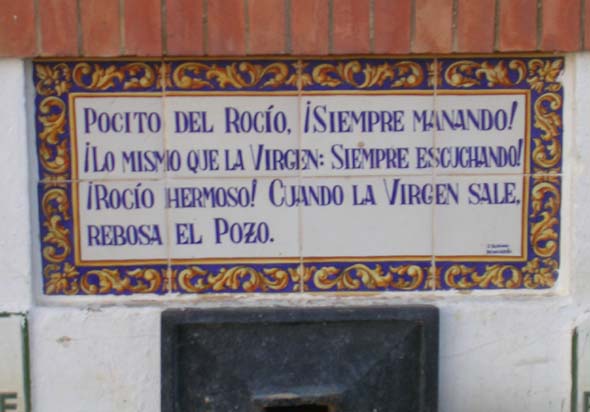 POCITO DEL ROCÍO, ¡SIEMPRE MANANDO!
¡LO MISMO QUE LA VIRGEN: SIEMPRE ESCUCHANDO!
¡ROCÍO HERMOSO! CUANDO LA VIRGEN SALE,
REBOSA EL POZO.